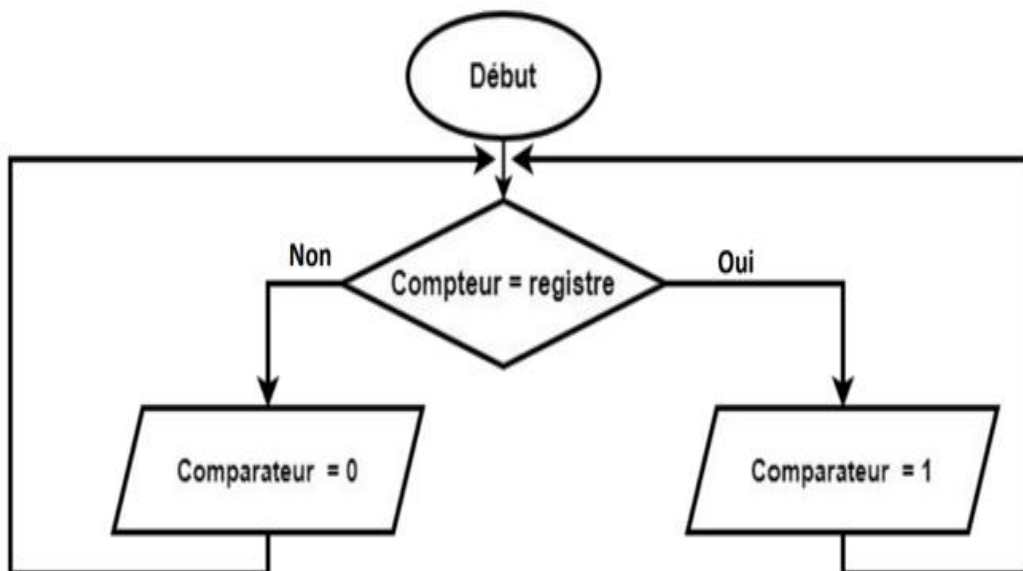 Début
Non
Oui
Compteur = registre
Comparateur = 0
Comparateur = 1